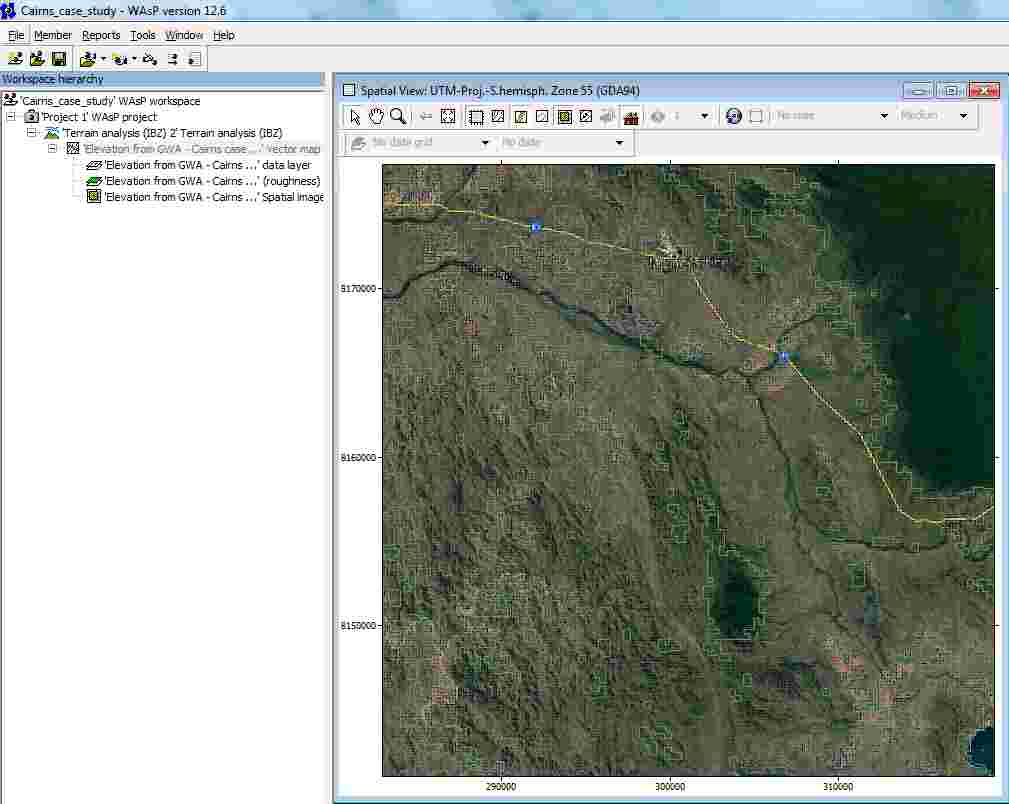 Cairns_case_study - WAsP version 12.6
File Member Reports Tools Window Help
Workspace hierarchy
'Cairns_case_study' WAsP workspace
'Project 1' WAsP project
'Terrain analysis (IBZ) 2' Terrain analysis (IBZ)
'Elevation from GWA - Cairns case ...' Vector map
'Elevation from GWA - Cairns ...' data layer
'Elevation from GWA - Cairns ...' (roughness)
'Elevation from GWA - Cairns ...' Spatial image
Spatial View: UTM-Proj.-S.hemisph. Zone 55 (GDA94)
1
No scale
Medium
No data grid
No data
8170000
8160000
8150000
290000
300000
310000